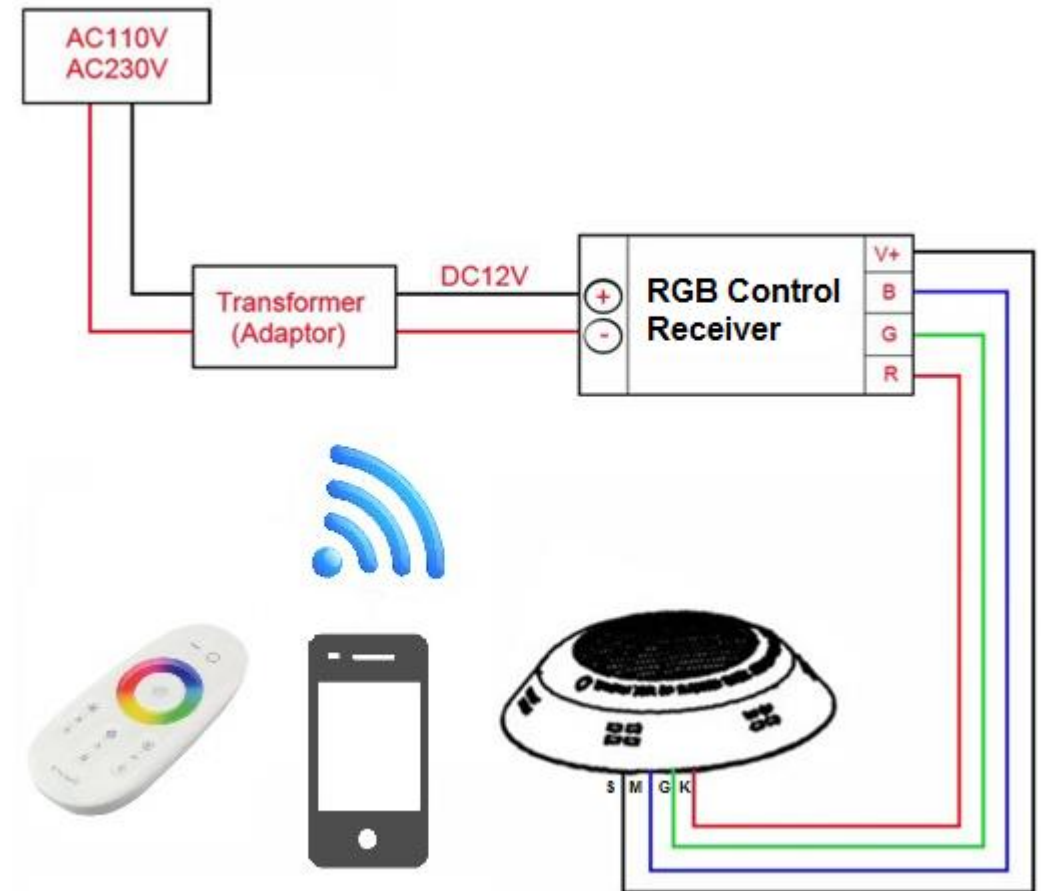 AC110V
AC230V
Transformer
(Adaptor)
DC12V
+
-
RGB Control
Receiver
V+
B
G
R
S M G K